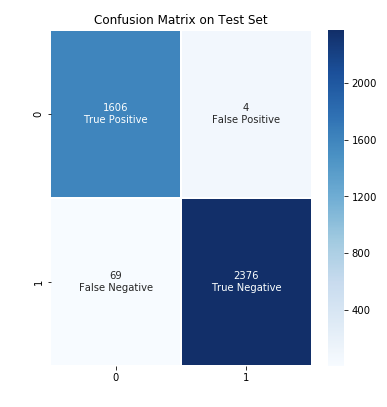 Confusion Matrix on Test Set
0
1606
True Positive
4
False Positive
1
69
False Negative
2376
True Negative
0
1
2000
1600
1200
800
400